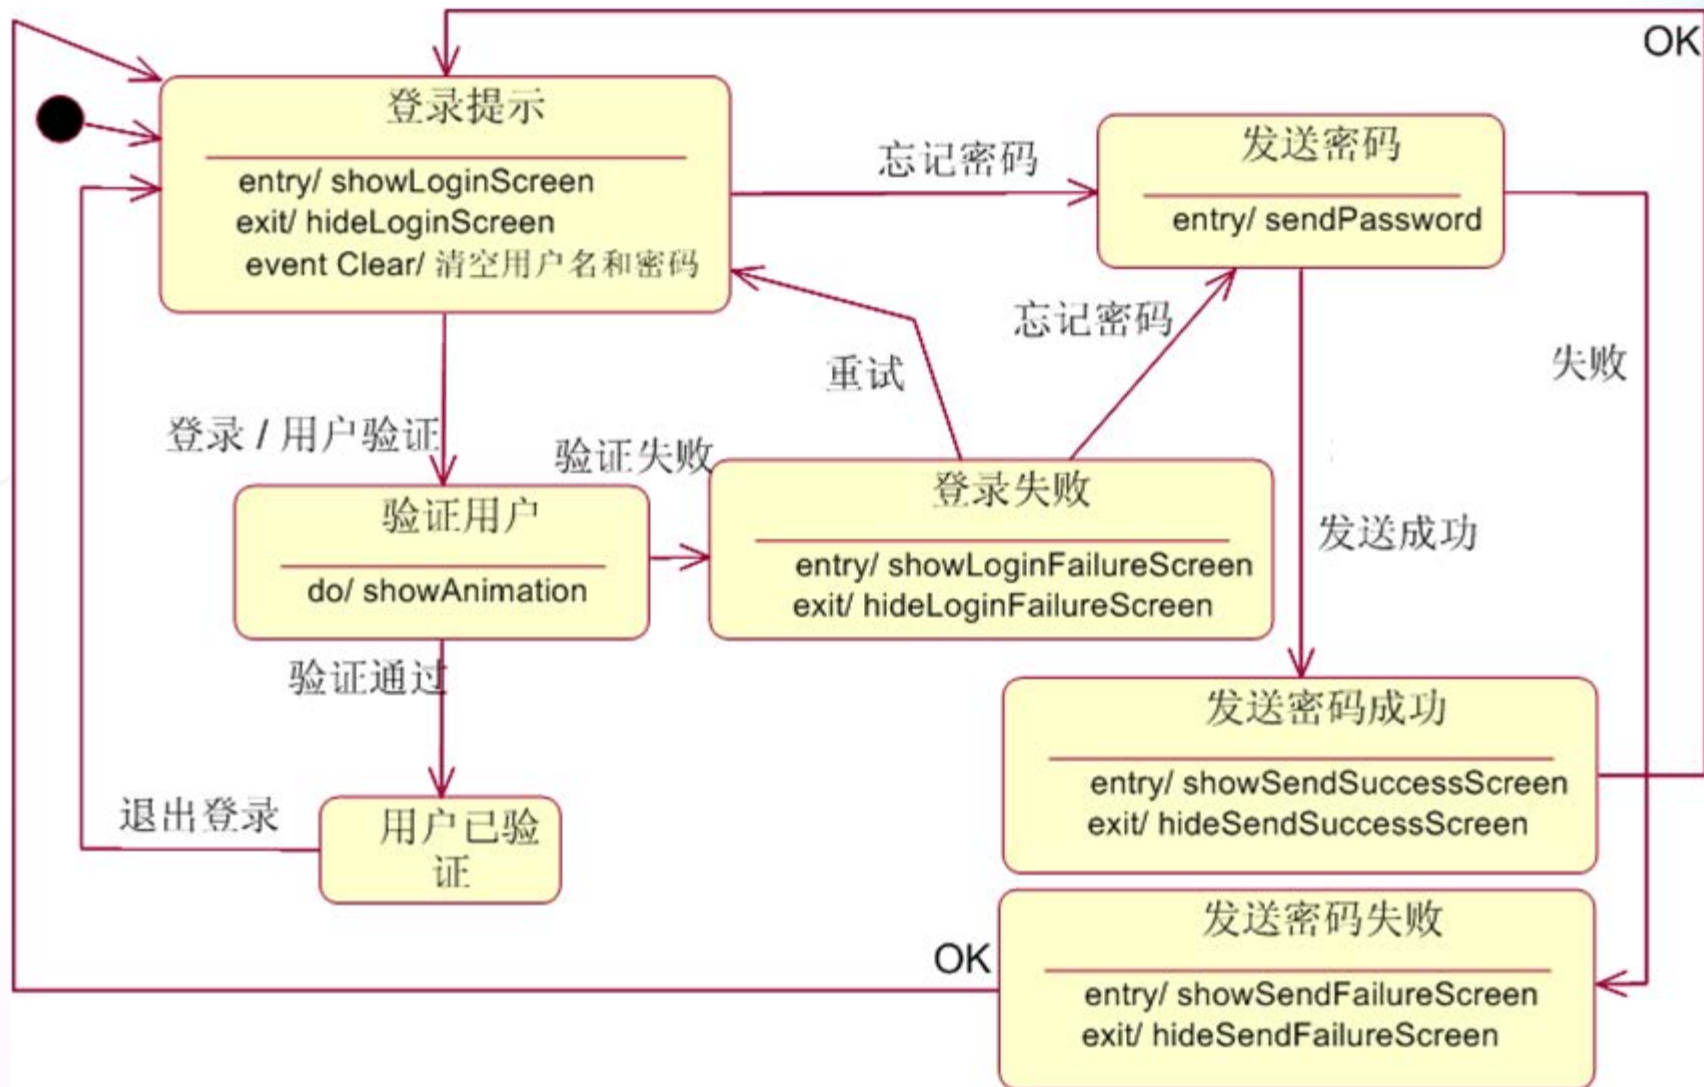 OK
登录提示
entry/ showLoginScreen
exit/ hideLoginScreen
event Clear/ 清空用户名和密码
忘记密码
发送密码
entry/ sendPassword
忘记密码
重试
失败
登录 / 用户验证
验证失败
验证用户
do/ showAnimation
登录失败
entry/ showLoginFailureScreen
exit/ hideLoginFailureScreen
发送成功
验证通过
发送密码成功
entry/ showSendSuccessScreen
exit/ hideSendSuccessScreen
退出登录
用户已验
证
OK
发送密码失败
entry/ showSendFailureScreen
exit/ hideSendFailureScreen